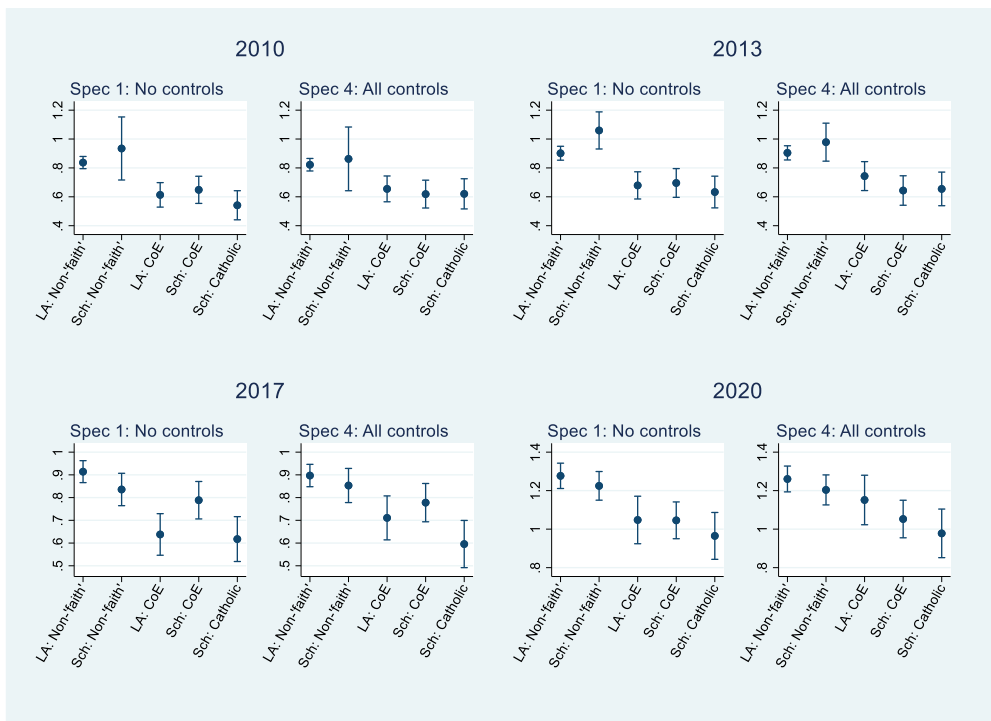 2010
Spec 1: No controls
.4 .6 .8 1 1.2
LA: Non-'faith'
Sch: Non-'faith'
LA: CoE
Sch: CoE
Sch: Catholic
Spec 4: All controls
.4 .6 .8 1 1.2
LA: Non-'faith'
Sch: Non-'faith'
LA: CoE
Sch: CoE
Sch: Catholic
2013
Spec 1: No controls
.4 .6 .8 1 1.2
LA: Non-'faith'
Sch: Non-'faith'
LA: CoE
Sch: CoE
Sch: Catholic
Spec 4: All controls
.4 .6 .8 1 1.2
LA: Non-'faith'
Sch: Non-'faith'
LA: CoE
Sch: CoE
Sch: Catholic
2017
Spec 1: No controls
.5 .6 .7 .8 .9 1
LA: Non-'faith'
Sch: Non-'faith'
LA: CoE
Sch: CoE
Sch: Catholic
Spec 4: All controls
.5 .6 .7 .8 .9 1
LA: Non-'faith'
Sch: Non-'faith'
LA: CoE
Sch: CoE
Sch: Catholic
2020
Spec 1: No controls
.8 1 1.2 1.4
LA: Non-'faith'
Sch: Non-'faith'
LA: CoE
Sch: CoE
Sch: Catholic
Spec 4: All controls
.8 1 1.2 1.4
LA: Non-'faith'
Sch: Non-'faith'
LA: CoE
Sch: CoE
Sch: Catholic